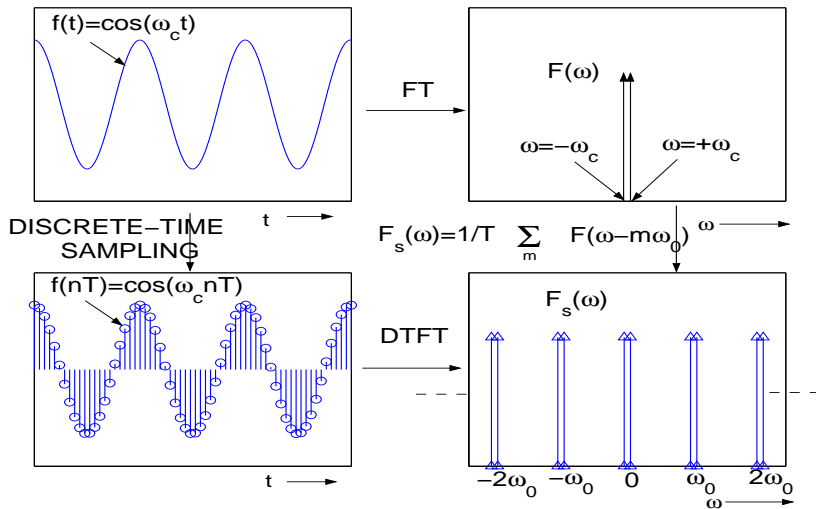 f(t)=cos(ω_c t)
F(ω)
FT
ω=−ω_c
ω=+ω_c
t
ω
DISCRETE−TIME
SAMPLING
F_s(ω)=1/T ∑_m F(ω−mω_0)
f(nT)=cos(ω_c nT)
F_s(ω)
DTFT
−2ω_0
−ω_0
0
ω_0
2ω_0
t
ω